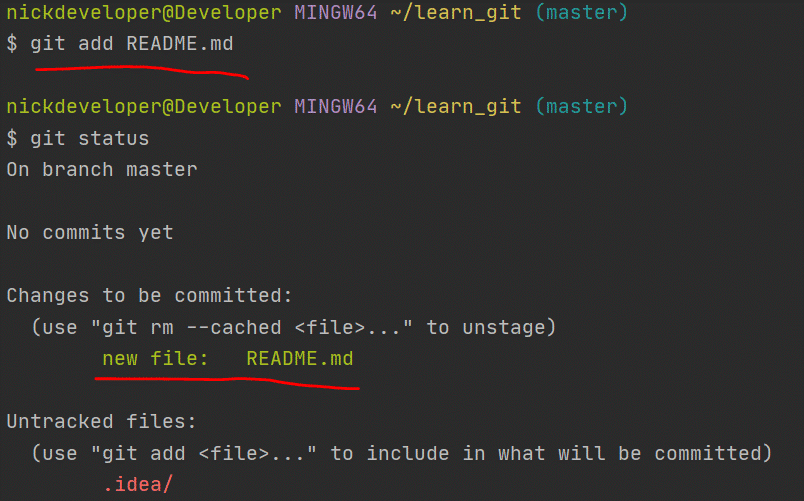 nickdeveloper@Developer MINGW64 ~/learn_git (master)
$ git add README.md
nickdeveloper@Developer MINGW64 ~/learn_git (master)
$ git status
On branch master
No commits yet
Changes to be committed:
(use "git rm --cached <file>..." to unstage)
new file:   README.md
Untracked files:
(use "git add <file>..." to include in what will be committed)
.idea/